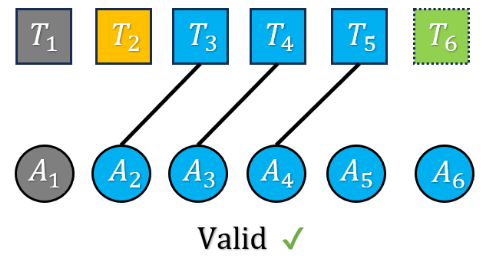 T₁ T₂ T₃ T₄ T₅ T₆
A₁ A₂ A₃ A₄ A₅ A₆
Valid ✓